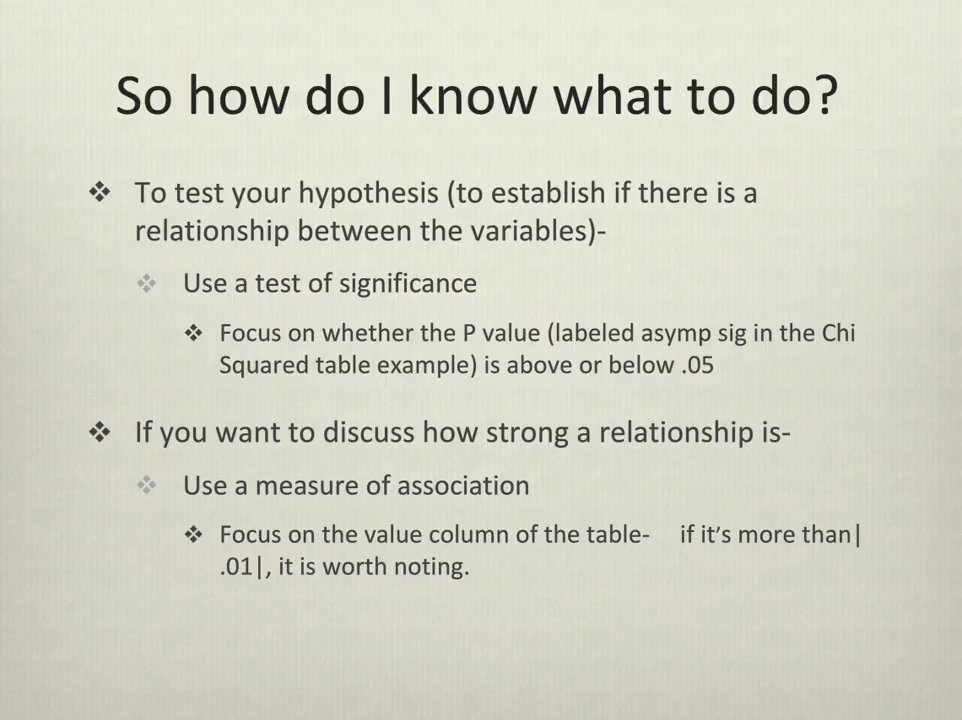 So how do I know what to do?
To test your hypothesis (to establish if there is a
relationship between the variables)-
Use a test of significance
Focus on whether the P value (labeled asymp sig in the Chi
Squared table example) is above or below .05
If you want to discuss how strong a relationship is-
Use a measure of association
Focus on the value column of the table- if it’s more than|
.01|, it is worth noting.